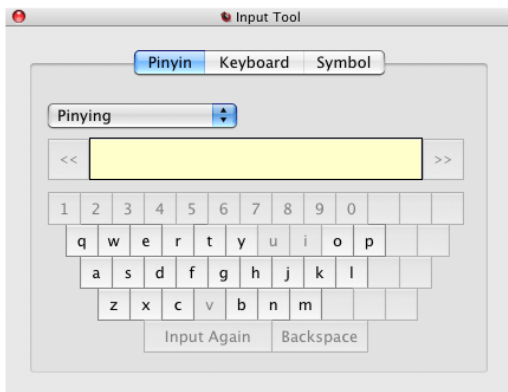 Input Tool
Pinyin Keyboard Symbol
Pinying
<< >>
1 2 3 4 5 6 7 8 9 0
q w e r t y u i o p
a s d f g h j k l
z x c v b n m
Input Again Backspace